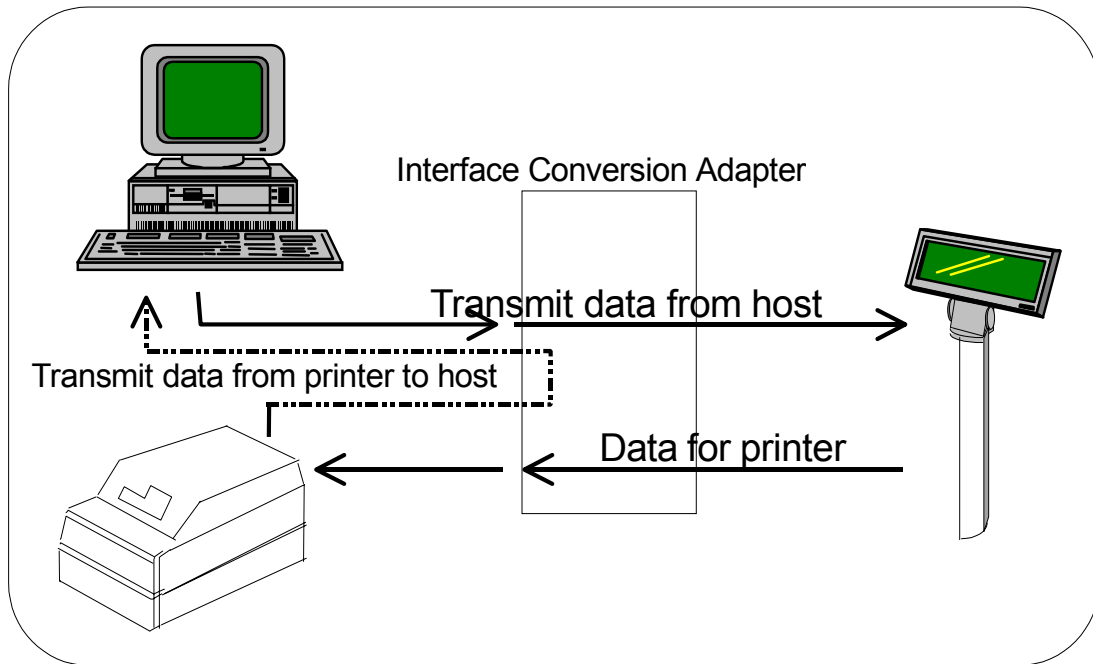 Interface Conversion Adapter
Transmit data from host
Transmit data from printer to host
Data for printer